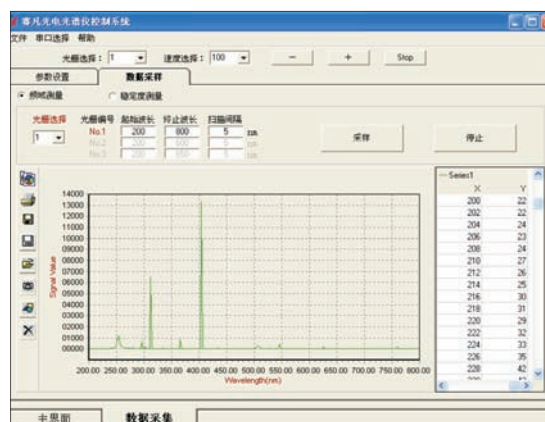 赛凡光电光谱仪控制系统
文件 串口选择 帮助
光栅选择： 1 速度选择： 100 − + Stop
参数设置 数据采样
频域测量 稳定度测量
光栅选择 光栅编号 起始波长 终止波长 扫描间隔
1 No.1 200 800 5 nm 采样 停止
No.2 200 800 5 nm
No.3 200 5 nm
Series1
X Y
200 22
202 22
204 24
206 23
208 24
210 27
212 26
214 25
216 30
218 31
220 29
222 32
224 33
226 35
228 42
14000
13000
12000
11000
10000
09000
08000
07000
06000
05000
04000
03000
02000
01000
00000
Signal Value
200.00 250.00 300.00 350.00 400.00 450.00 500.00 550.00 600.00 650.00 700.00 750.00 800.00
Wavelength(nm)
主界面 数据采集